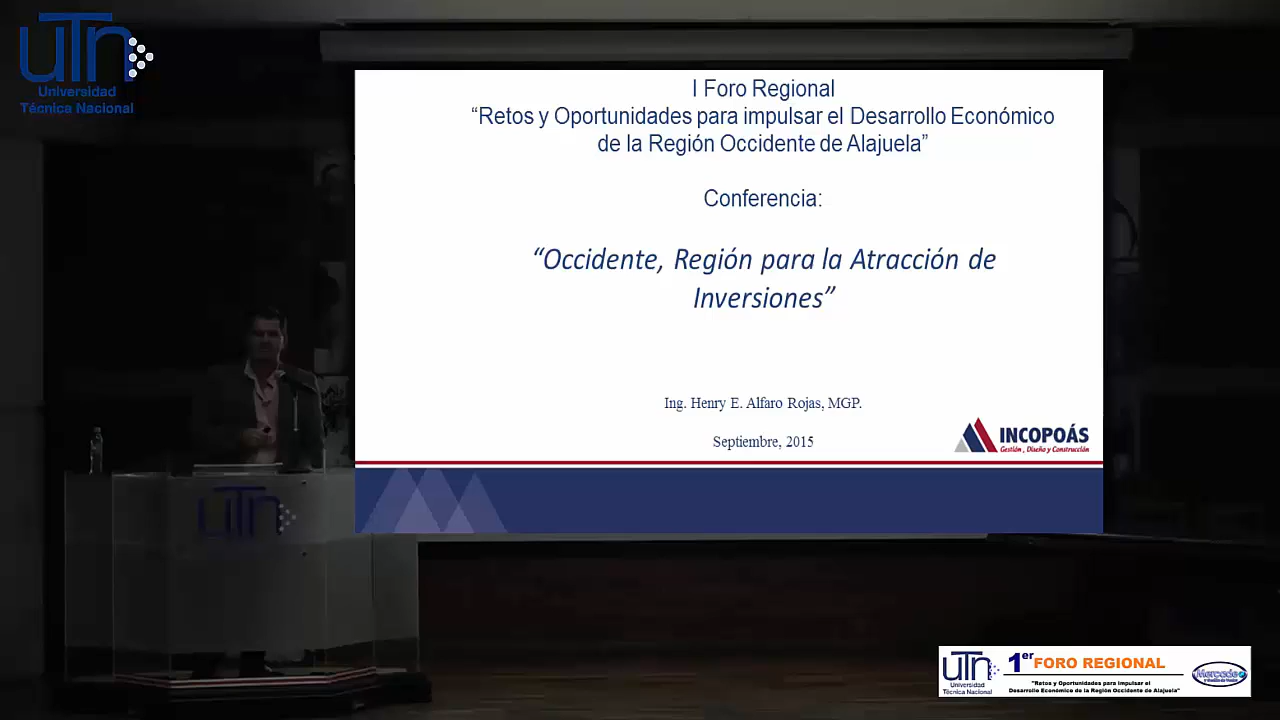 utn
Universidad
Técnica Nacional
I Foro Regional
“Retos y Oportunidades para impulsar el Desarrollo Económico
de la Región Occidente de Alajuela”
Conferencia:
“Occidente, Región para la Atracción de
Inversiones”
Ing. Henry E. Alfaro Rojas, MGP.
Septiembre, 2015
INCOPOÁS
Gestión, Diseño y Construcción
utn
utn
Universidad
Técnica Nacional
1er FORO REGIONAL
"Retos y Oportunidades para impulsar el
Desarrollo Económico de la Región Occidente de Alajuela"
Mercadeo